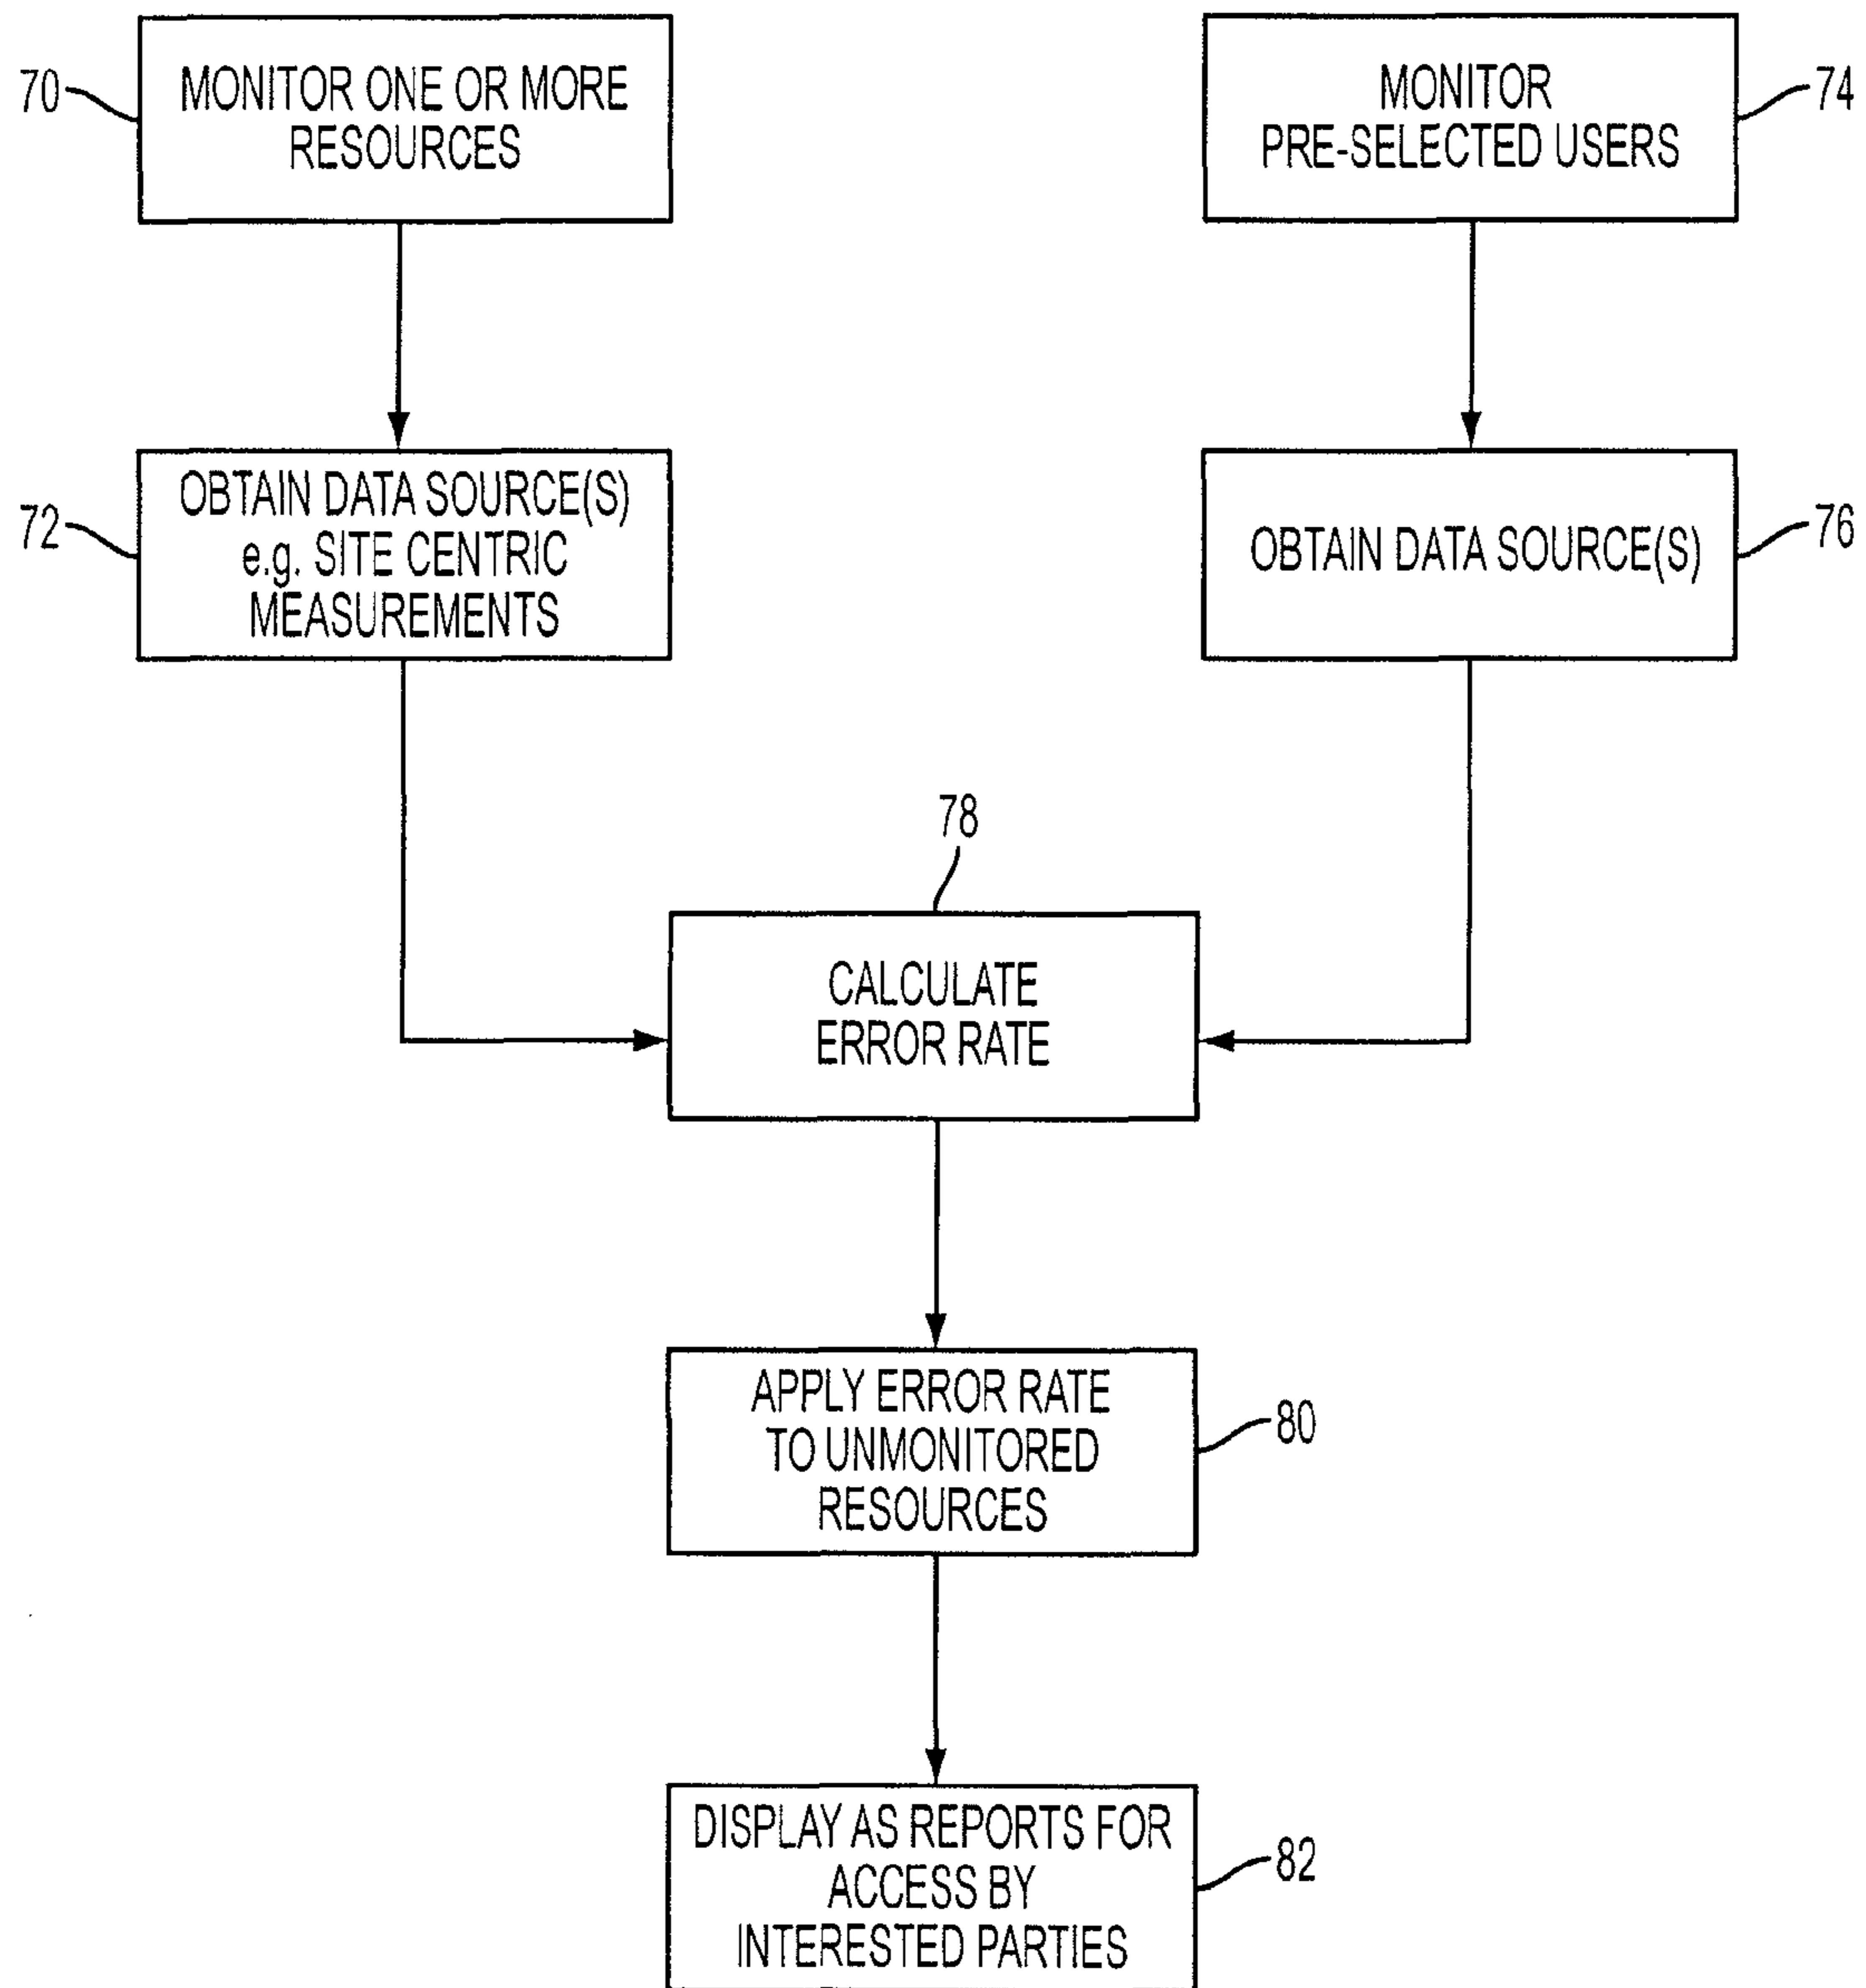 70
MONITOR ONE OR MORE
RESOURCES
MONITOR
PRE-SELECTED USERS
74
72
OBTAIN DATA SOURCE(S)
e.g. SITE CENTRIC
MEASUREMENTS
OBTAIN DATA SOURCE(S)
76
78
CALCULATE
ERROR RATE
APPLY ERROR RATE
TO UNMONITORED
RESOURCES
80
DISPLAY AS REPORTS FOR
ACCESS BY
INTERESTED PARTIES
82